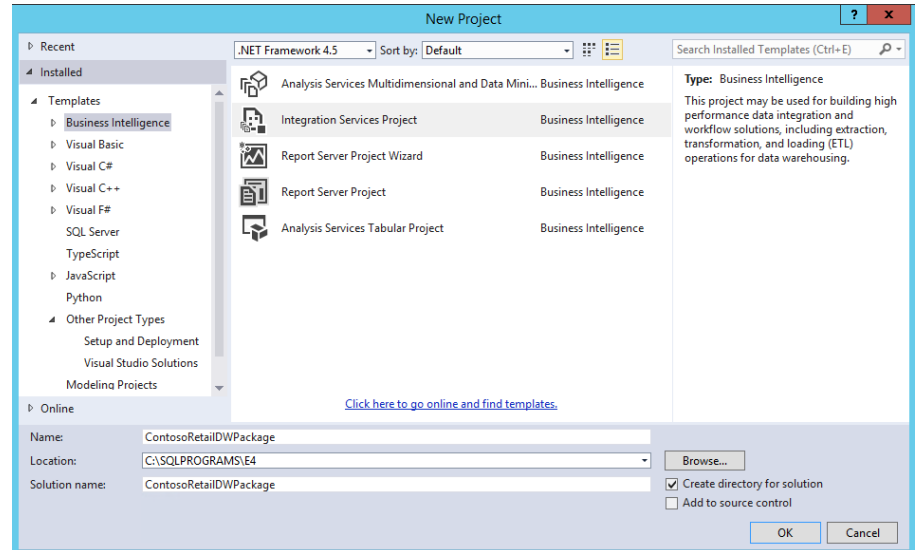 New Project
? x
Recent
.NET Framework 4.5 Sort by: Default
Search Installed Templates (Ctrl+E)
Installed
Templates
Business Intelligence
Visual Basic
Visual C#
Visual C++
Visual F#
SQL Server
TypeScript
JavaScript
Python
Other Project Types
Setup and Deployment
Visual Studio Solutions
Modeling Projects
Online
Analysis Services Multidimensional and Data Mini... Business Intelligence
Integration Services Project Business Intelligence
Report Server Project Wizard Business Intelligence
Report Server Project Business Intelligence
Analysis Services Tabular Project Business Intelligence
Click here to go online and find templates.
Type: Business Intelligence
This project may be used for building high
performance data integration and
workflow solutions, including extraction,
transformation, and loading (ETL)
operations for data warehousing.
Name: ContosoRetailDWPackage
Location: C:\SQLPROGRAMS\E4 Browse...
Solution name: ContosoRetailDWPackage
Create directory for solution
Add to source control
OK Cancel